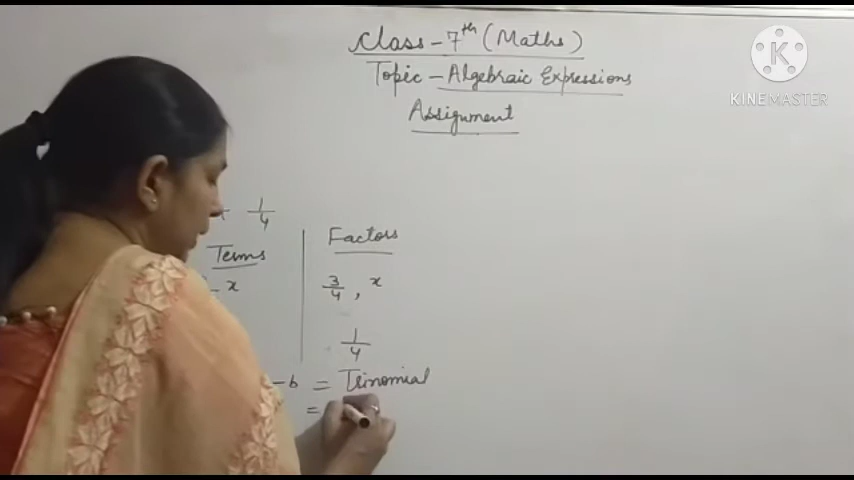 Class - 7th (Maths)
Topic - Algebraic Expressions
Assignment
KINEMASTER
1/4
Terms
Factors
x
3/4 , x
1/4
- b = Trinomial
=